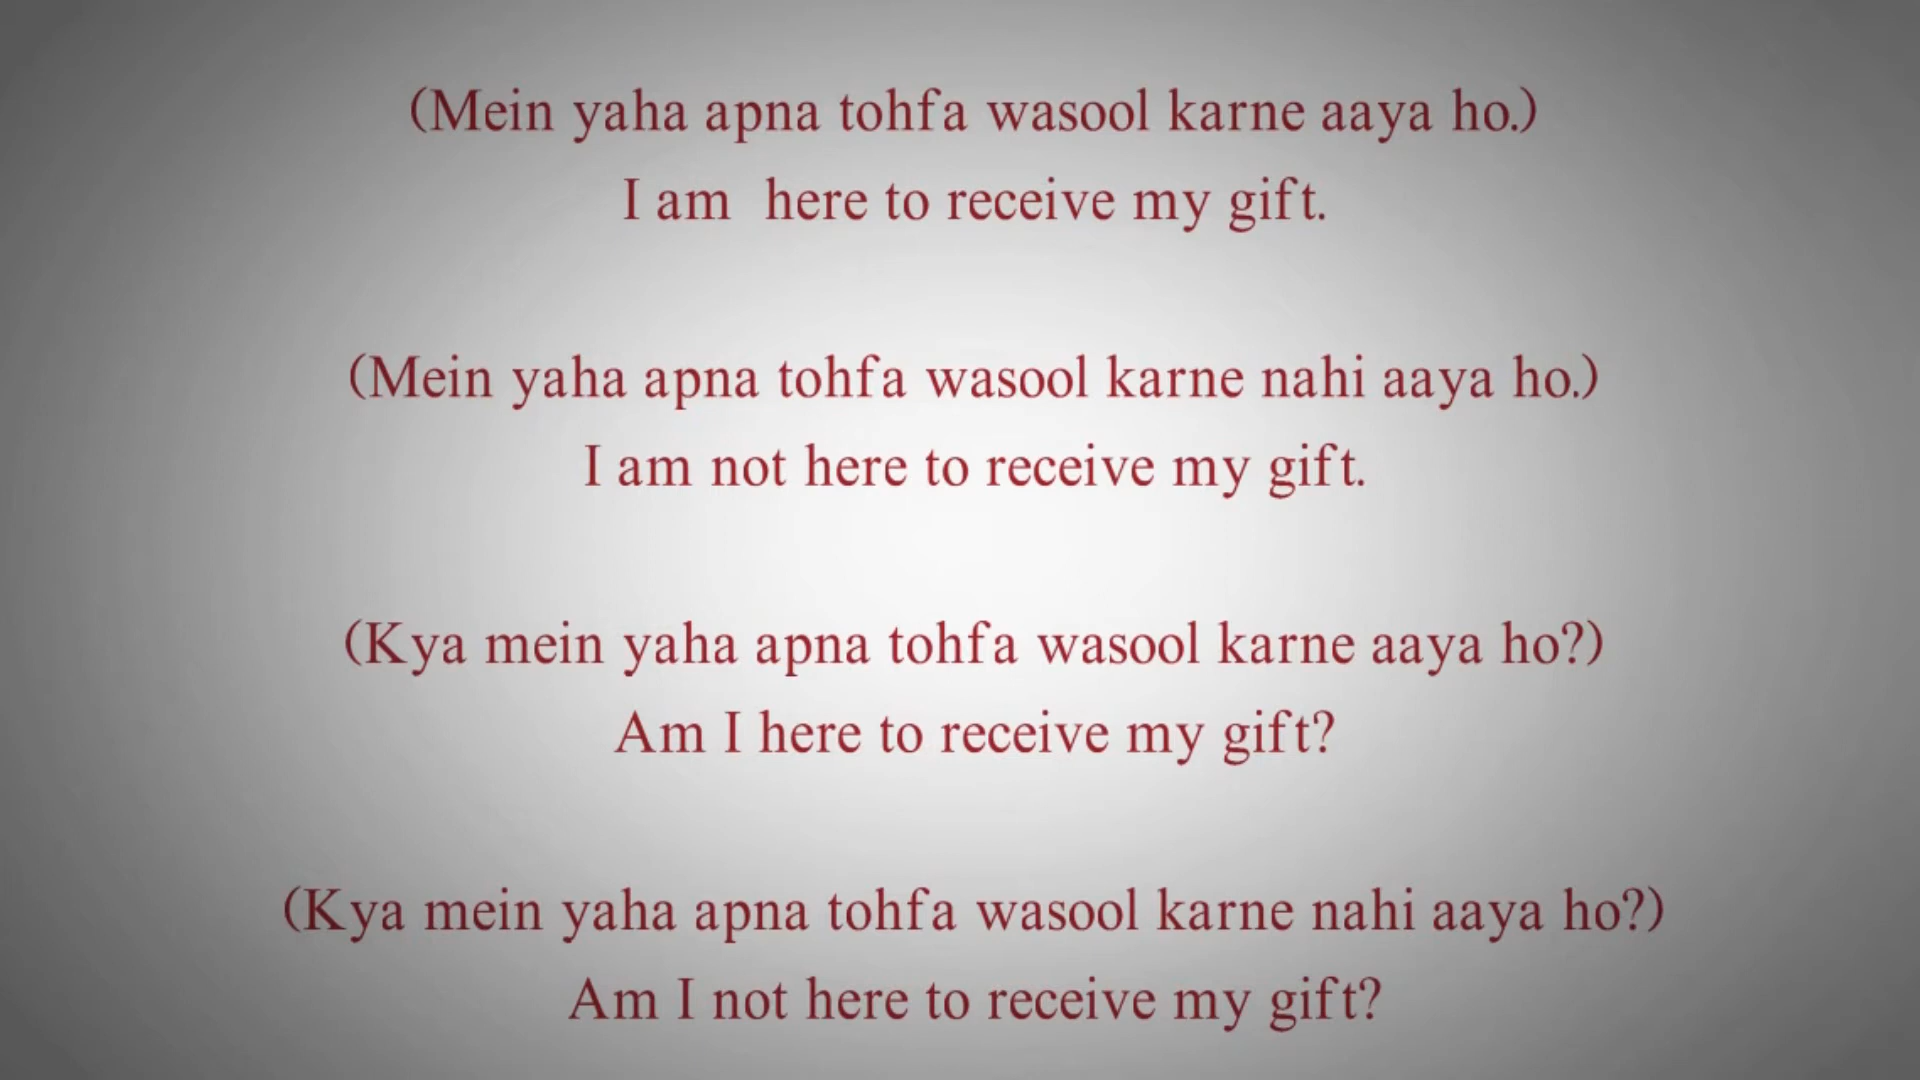 (Mein yaha apna tohfa wasool karne aaya ho.)
I am  here to receive my gift.
(Mein yaha apna tohfa wasool karne nahi aaya ho.)
I am not here to receive my gift.
(Kya mein yaha apna tohfa wasool karne aaya ho?)
Am I here to receive my gift?
(Kya mein yaha apna tohfa wasool karne nahi aaya ho?)
Am I not here to receive my gift?